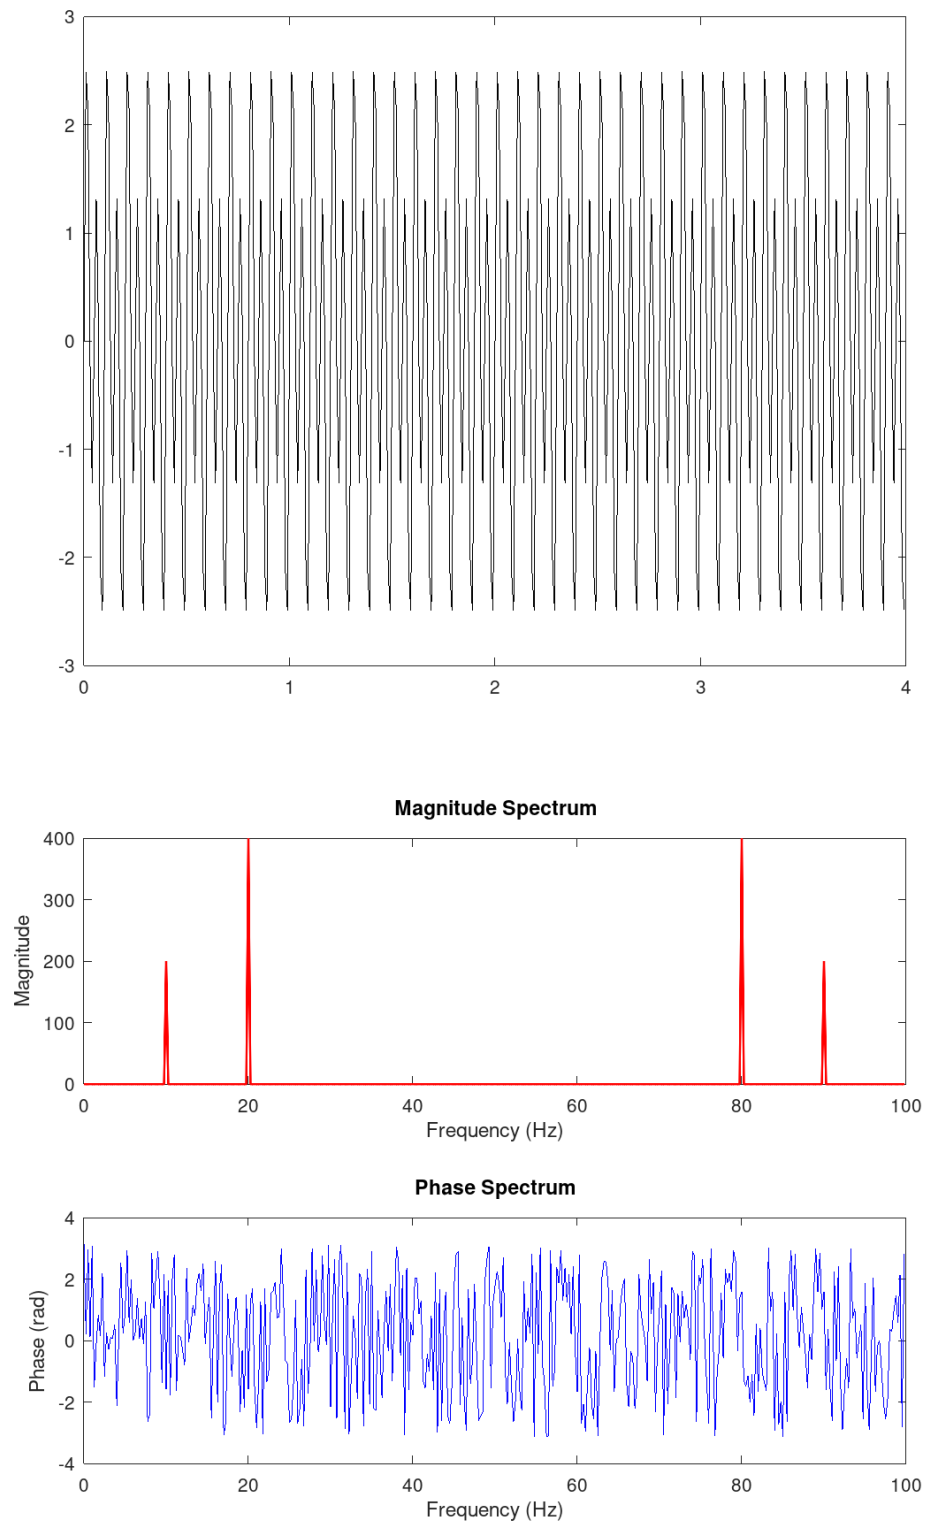 3
2
1
0
-1
-2
-3
0 1 2 3 4
Magnitude Spectrum
400
300
200
100
0
Magnitude
0 20 40 60 80 100
Frequency (Hz)
Phase Spectrum
4
2
0
-2
-4
Phase (rad)
0 20 40 60 80 100
Frequency (Hz)